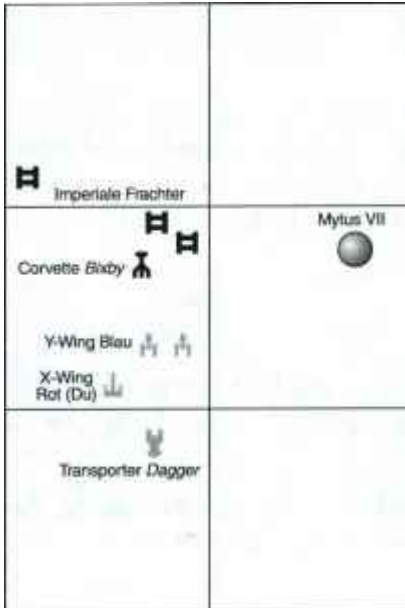 Imperiale Frachter
Mytus VII
Corvette Bixby
Y-Wing Blau
X-Wing
Rot (Du)
Transporter Dagger